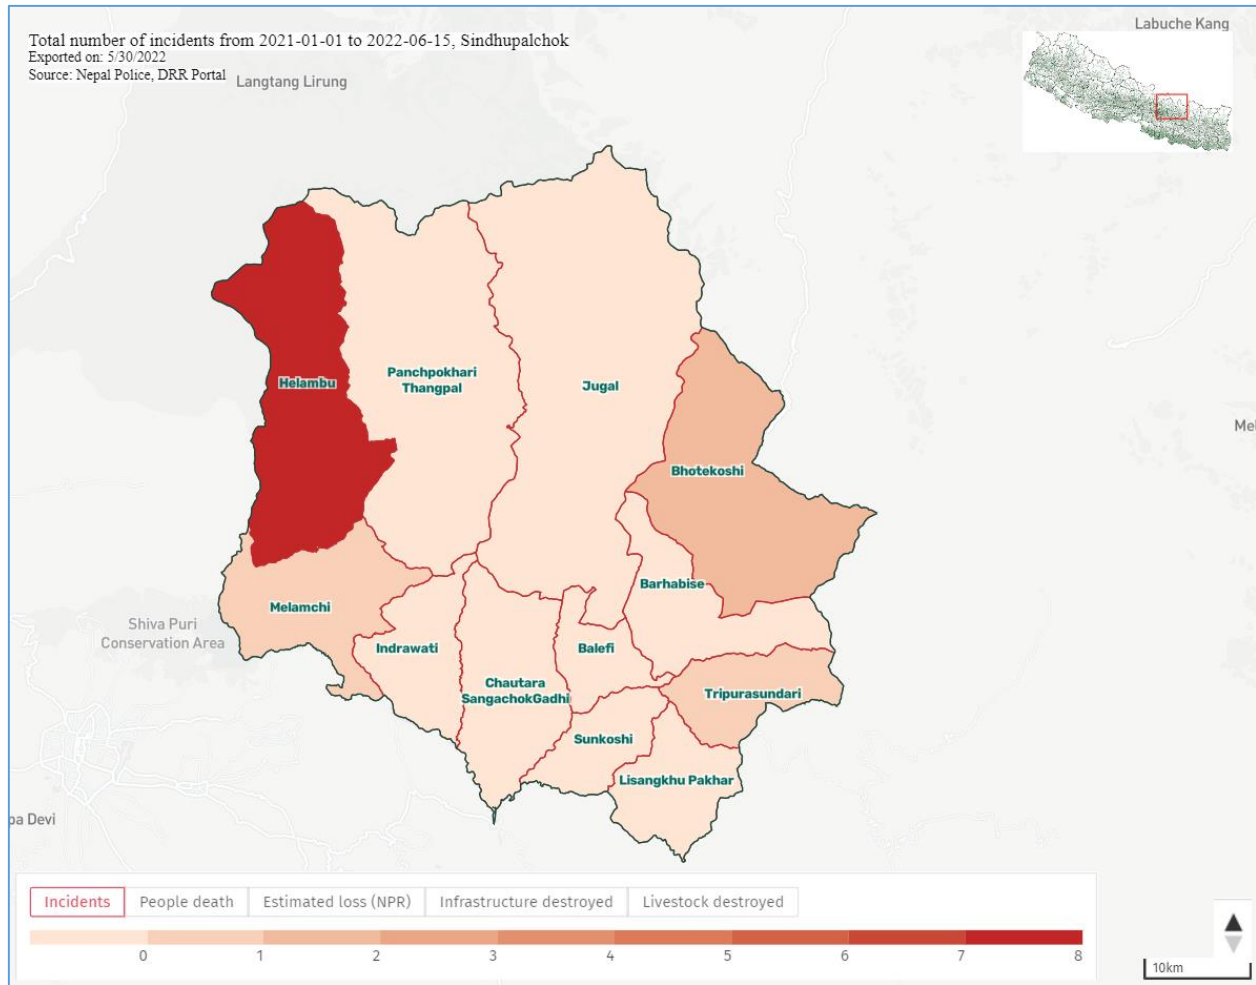 Labuche Kang
Total number of incidents from 2021-01-01 to 2022-06-15, Sindhupalchok
Exported on: 5/30/2022
Source: Nepal Police, DRR Portal
Langtang Lirung
Helambu
Panchpokhari
Thangpal
Jugal
Bhotekoshi
Barhabise
Melamchi
Shiva Puri
Conservation Area
Indrawati
Balefi
Chautara
SangachokGadhi
Tripurasundari
Sunkoshi
Lisangkhu Pakhar
Devi
Incidents
People death
Estimated loss (NPR)
Infrastructure destroyed
Livestock destroyed
0 1 2 3 4 5 6 7 8
10km